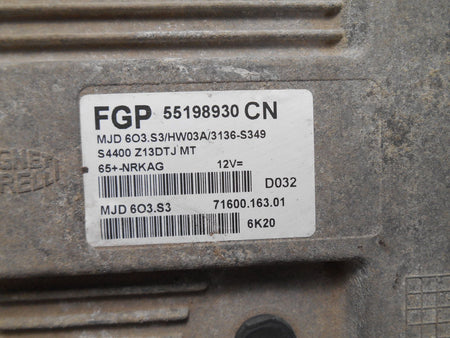 FGP 55198930 CN
MJD 6O3.S3/HW03A/3136-S349
S4400 Z13DTJ MT
65+-NRKAG 12V=
D032
MJD 6O3.S3 71600.163.01
6K20